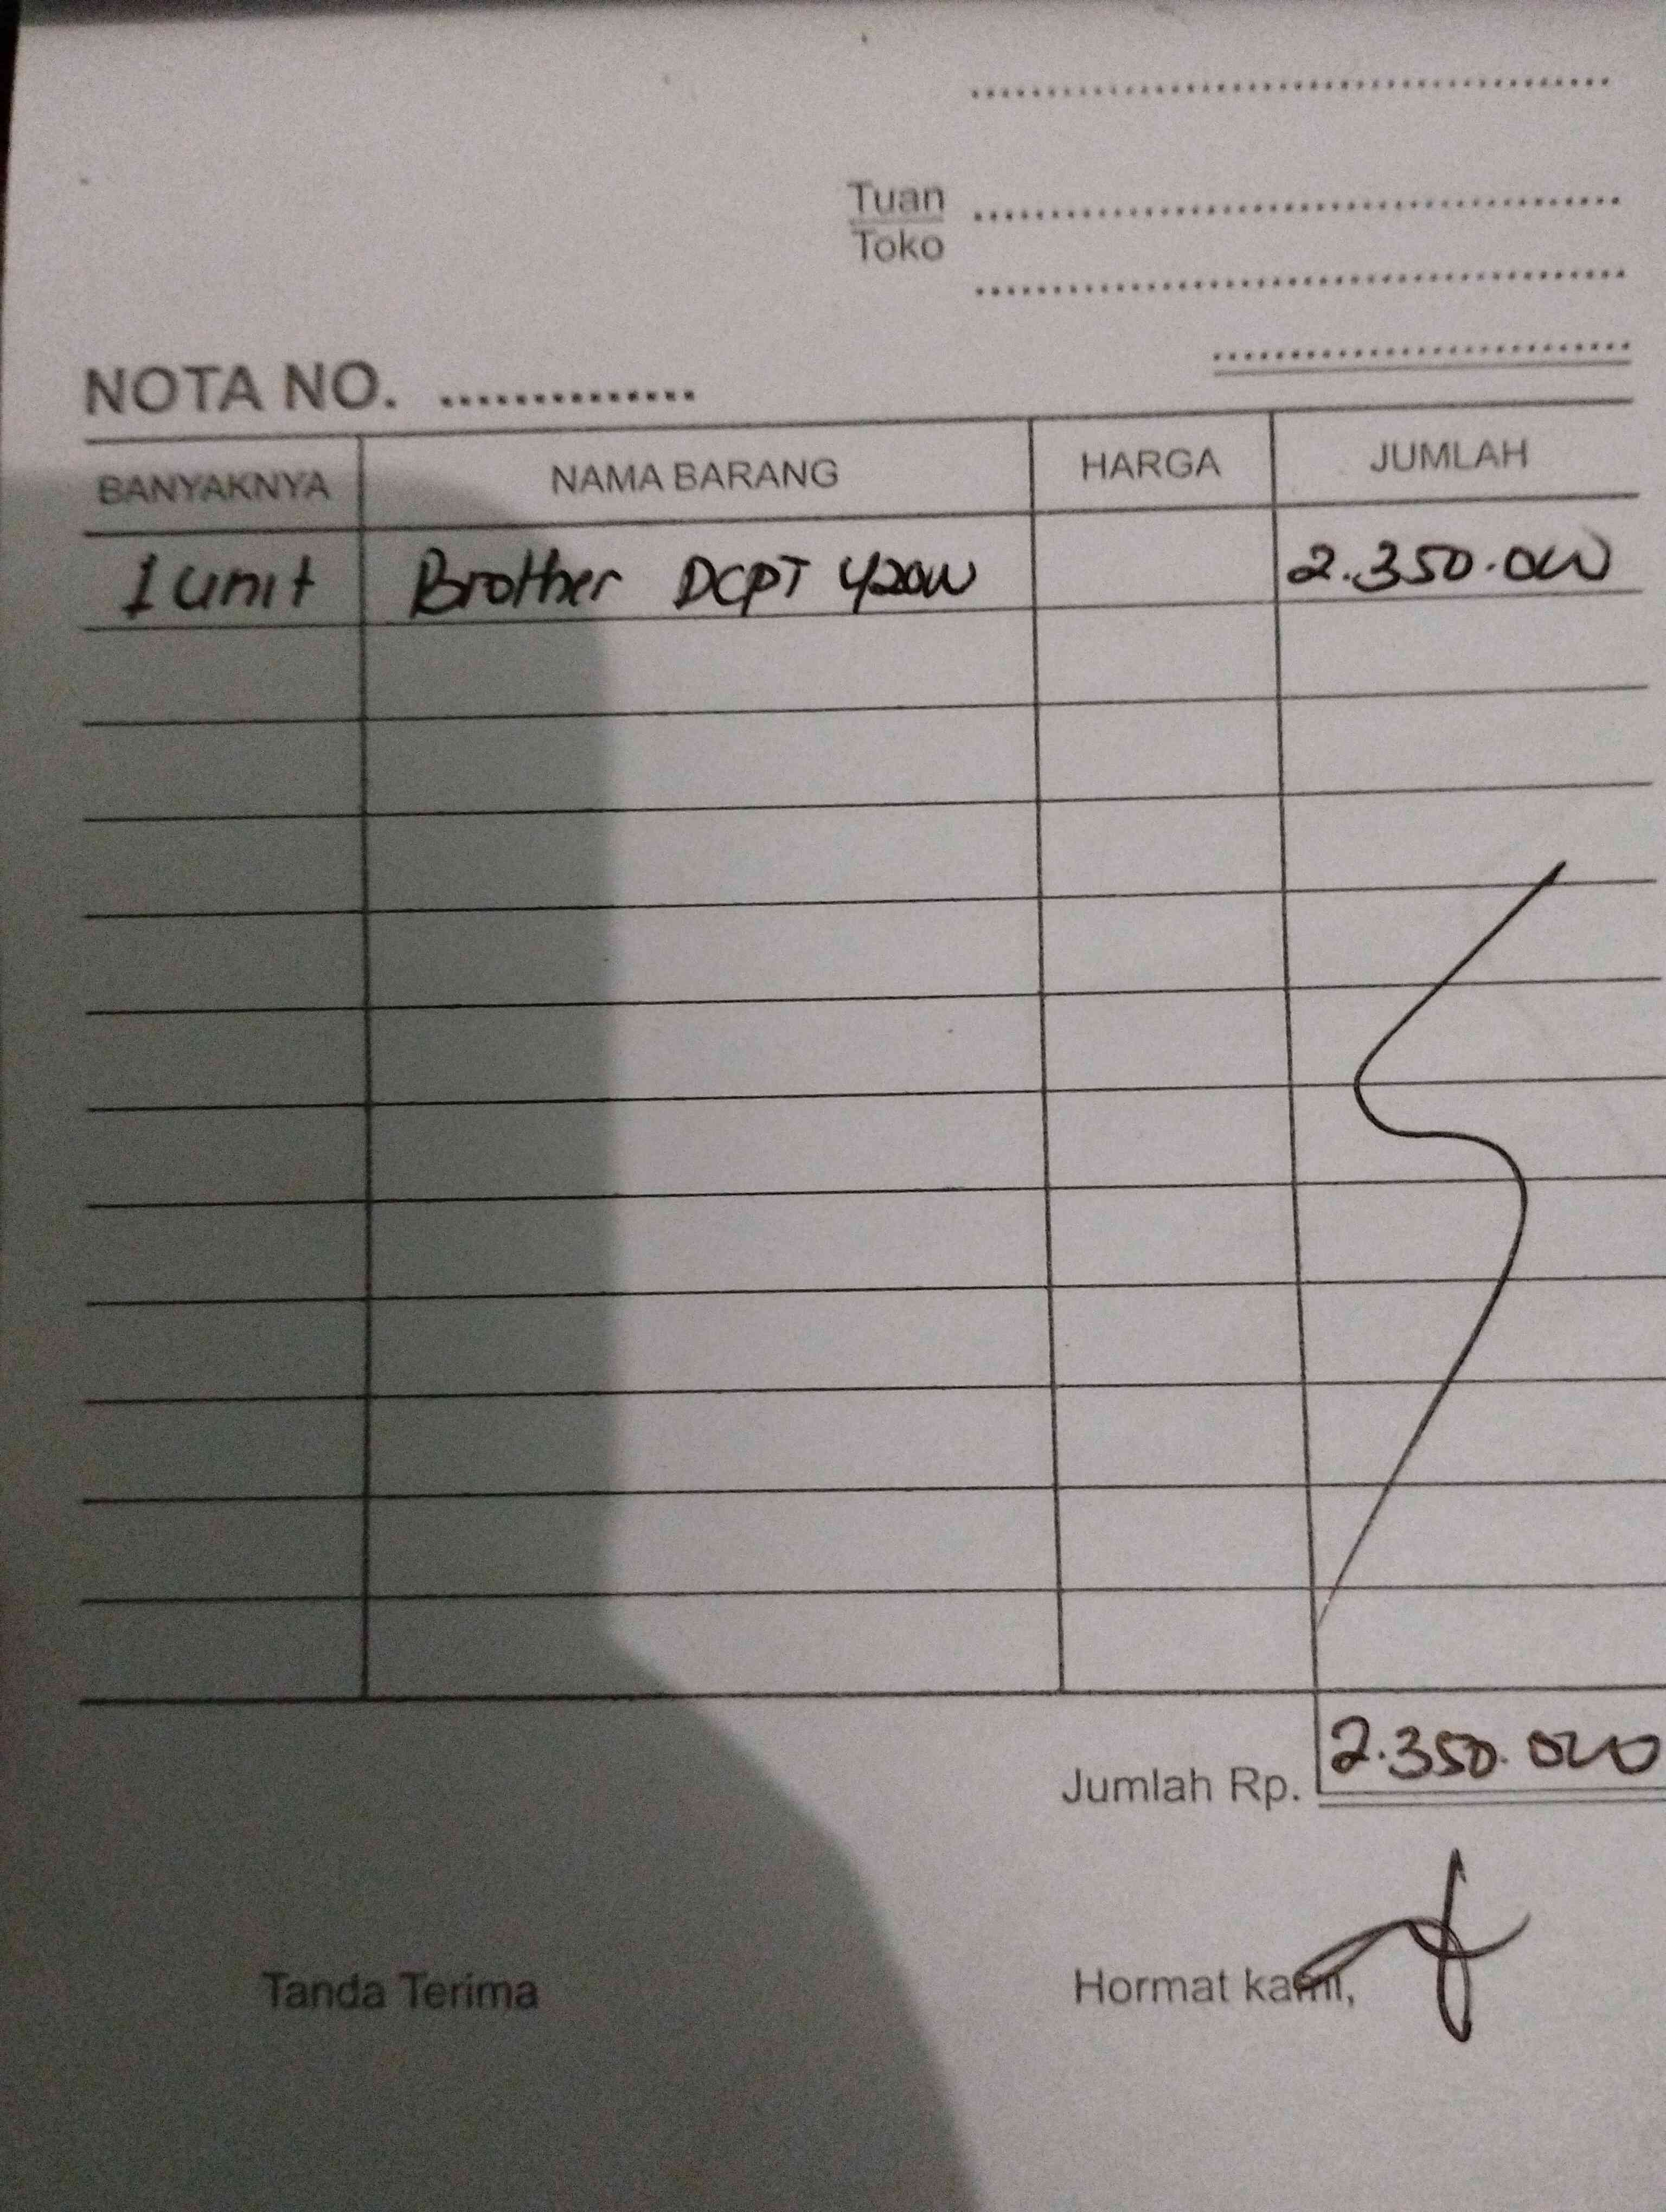 Tuan
Toko
NOTA NO. ..............
BANYAKNYA NAMA BARANG HARGA JUMLAH
1 unit Brother DCPT 420W 2.350.000
Jumlah Rp. 2.350.000
Tanda Terima Hormat kami,